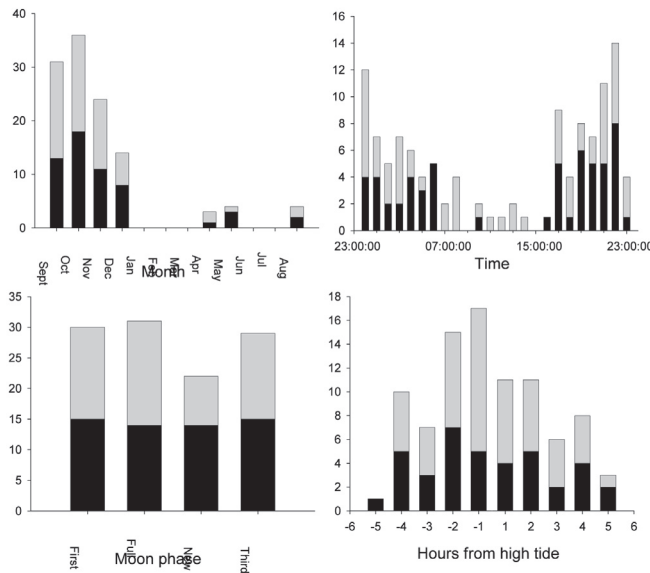 40
30
20
10
0
Sept
Oct
Nov
Dec
Jan
Feb
Mar
Apr
May
Jun
Jul
Aug
Month
16
14
12
10
8
6
4
2
0
23:00:00 07:00:00 15:00:00 23:00:00
Time
35
30
25
20
15
10
5
0
First
Full
New
Third
Moon phase
18
16
14
12
10
8
6
4
2
0
-6 -5 -4 -3 -2 -1 1 2 3 4 5 6
Hours from high tide